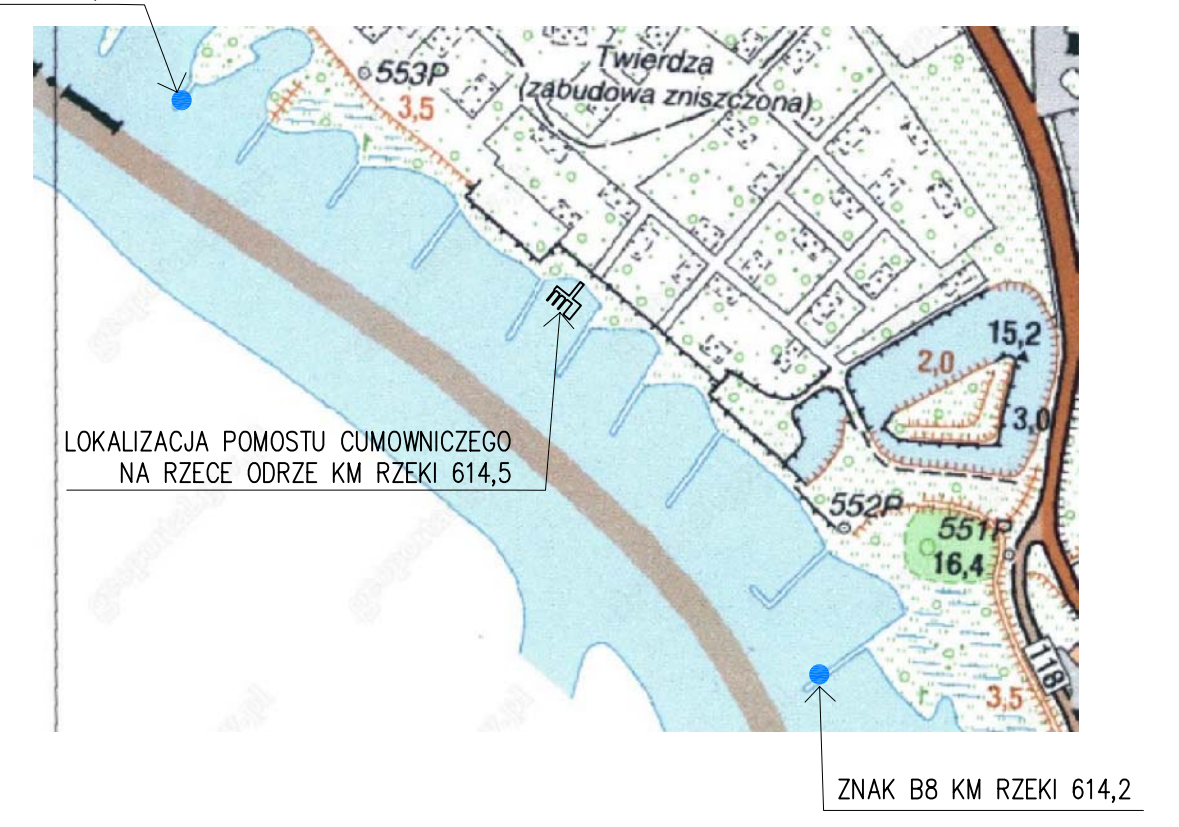 553P
3,5
Twierdza
(zabudowa zniszczona)
15,2
2,0
3,0
LOKALIZACJA POMOSTU CUMOWNICZEGO
NA RZECE ODRZE KM RZEKI 614,5
552P
551P
16,4
118
3,5
ZNAK B8 KM RZEKI 614,2